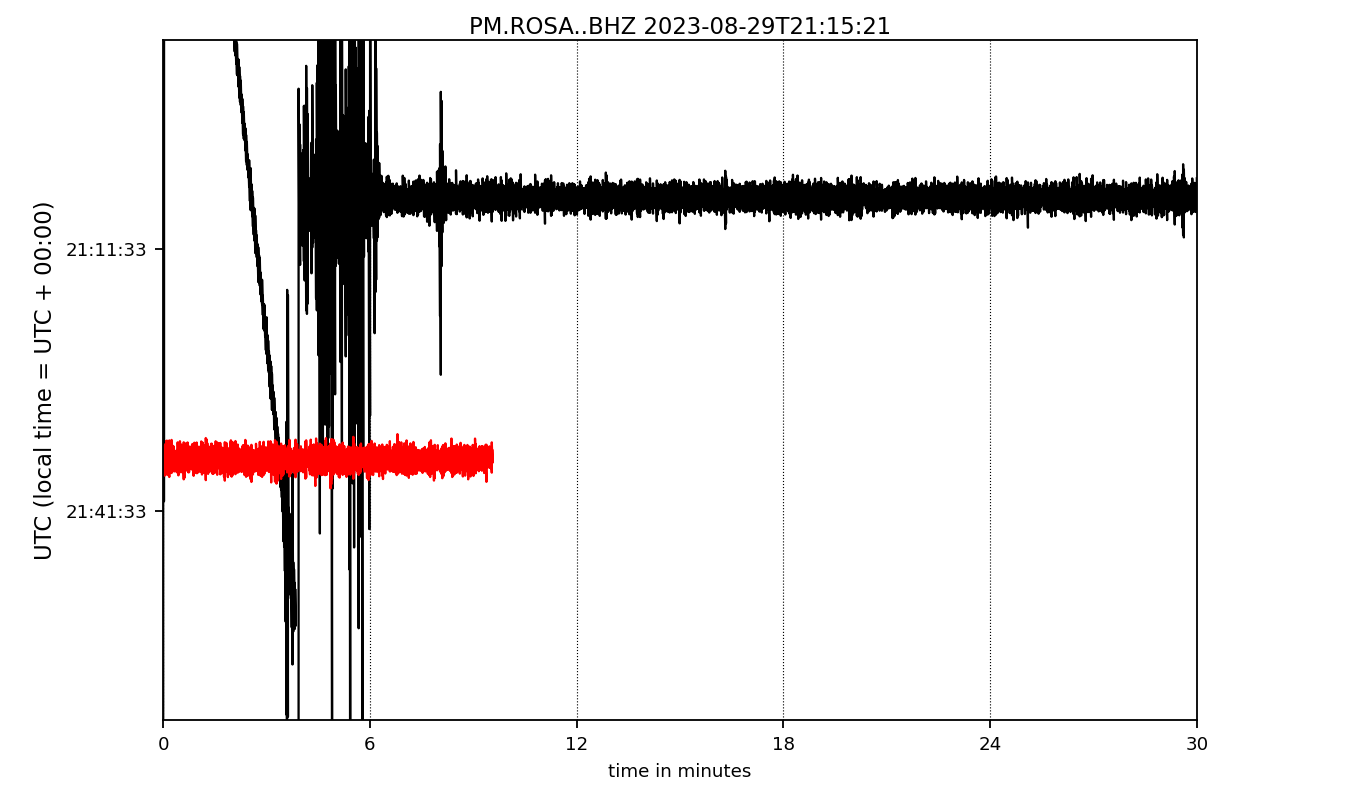 PM.ROSA..BHZ 2023-08-29T21:15:21
UTC (local time = UTC + 00:00)
21:11:33
21:41:33
0 6 12 18 24 30
time in minutes